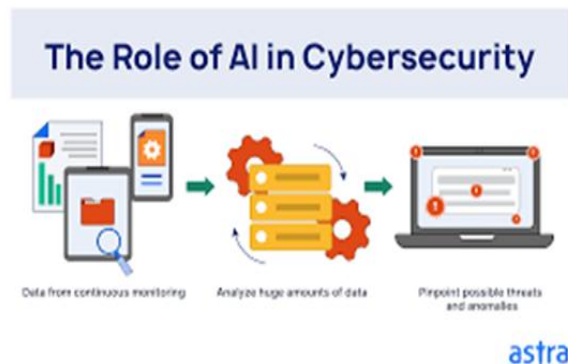 The Role of AI in Cybersecurity
Data from continuous monitoring
Analyze huge amounts of data
Pinpoint possible threats
and anomalies
astra